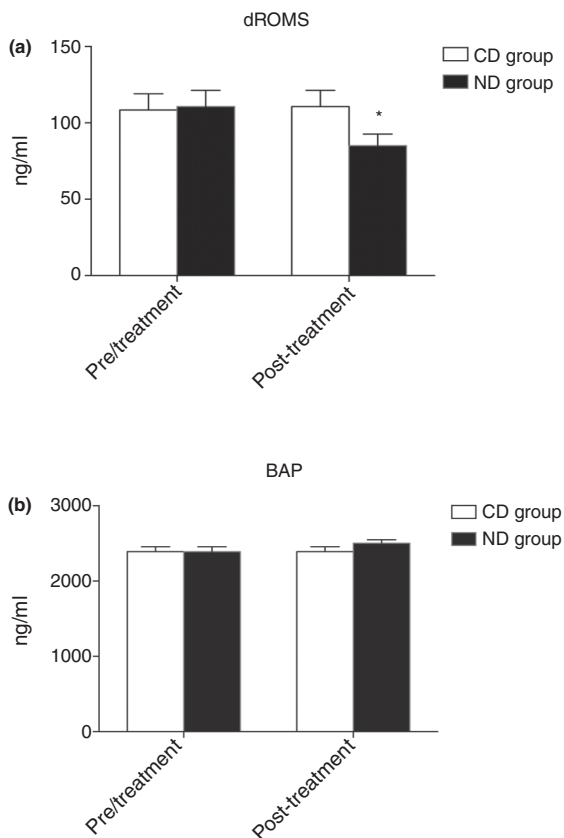 dROMS
(a)
150
100
50
0
ng/ml
CD group
ND group
*
Pre/treatment
Post-treatment
BAP
(b)
3000
2000
1000
0
ng/ml
CD group
ND group
Pre/treatment
Post-treatment